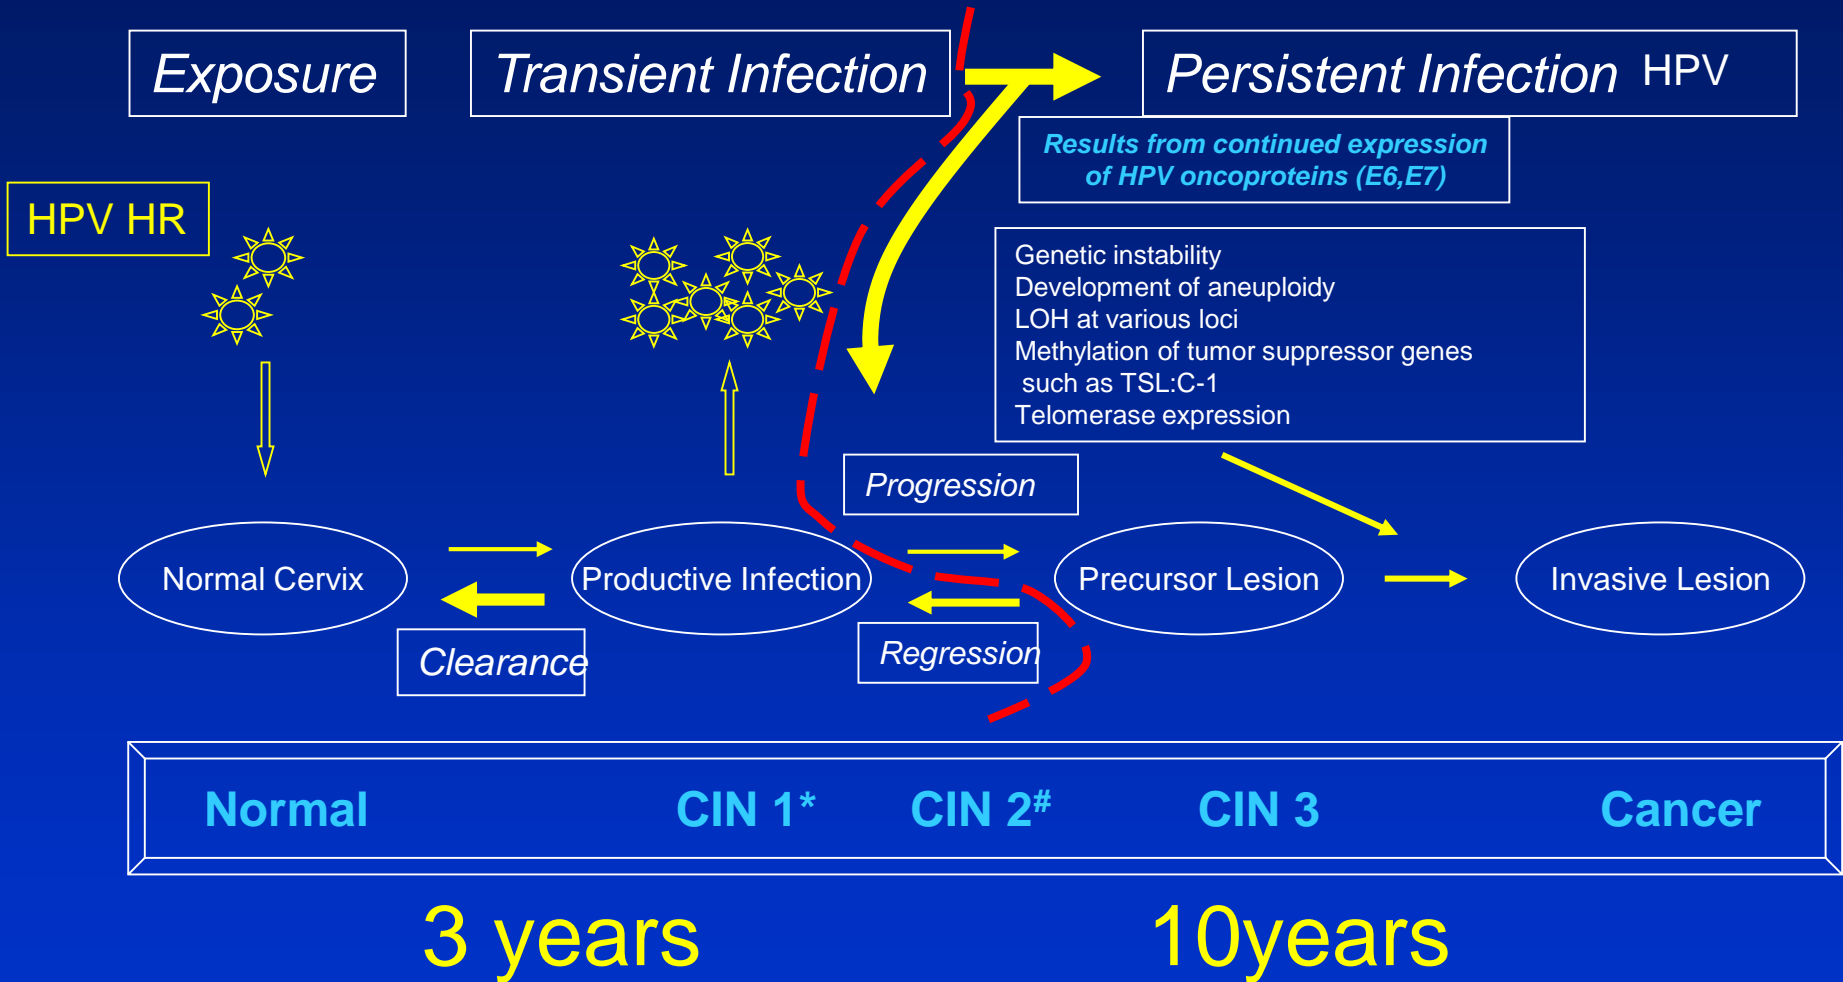 Exposure
Transient Infection
Persistent Infection HPV
Results from continued expression
of HPV oncoproteins (E6,E7)
HPV HR
Genetic instability
Development of aneuploidy
LOH at various loci
Methylation of tumor suppressor genes
such as TSL:C-1
Telomerase expression
Progression
Normal Cervix
Productive Infection
Precursor Lesion
Invasive Lesion
Clearance
Regression
Normal
CIN 1*
CIN 2#
CIN 3
Cancer
3 years
10years